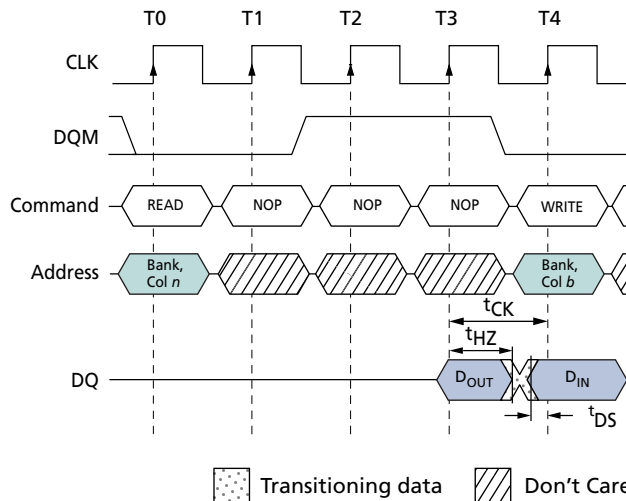 T0 T1 T2 T3 T4
CLK
DQM
Command READ NOP NOP NOP WRITE
Address Bank, Col n Bank, Col b
tCK
tHZ
DQ DOUT DIN
tDS
Transitioning data Don't Care